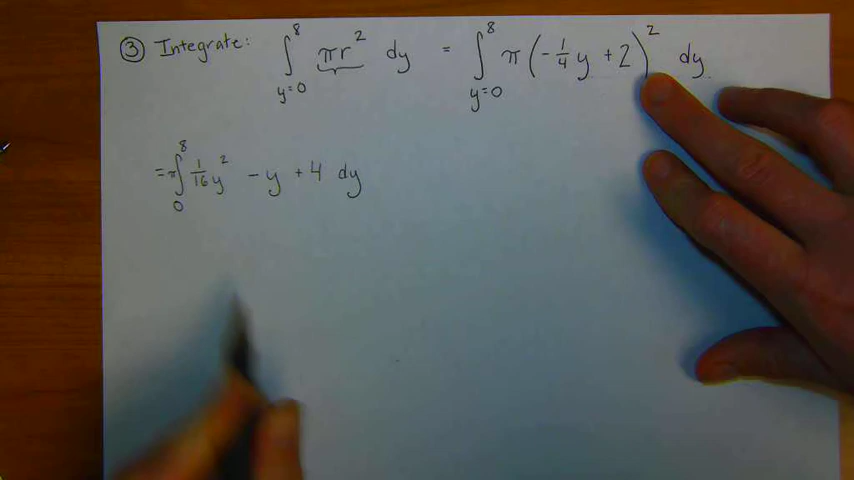 ③ Integrate: ∫_{y=0}^{8} πr² dy = ∫_{y=0}^{8} π(-1/4 y + 2)² dy
= π∫_{0}^{8} 1/16 y² - y + 4 dy